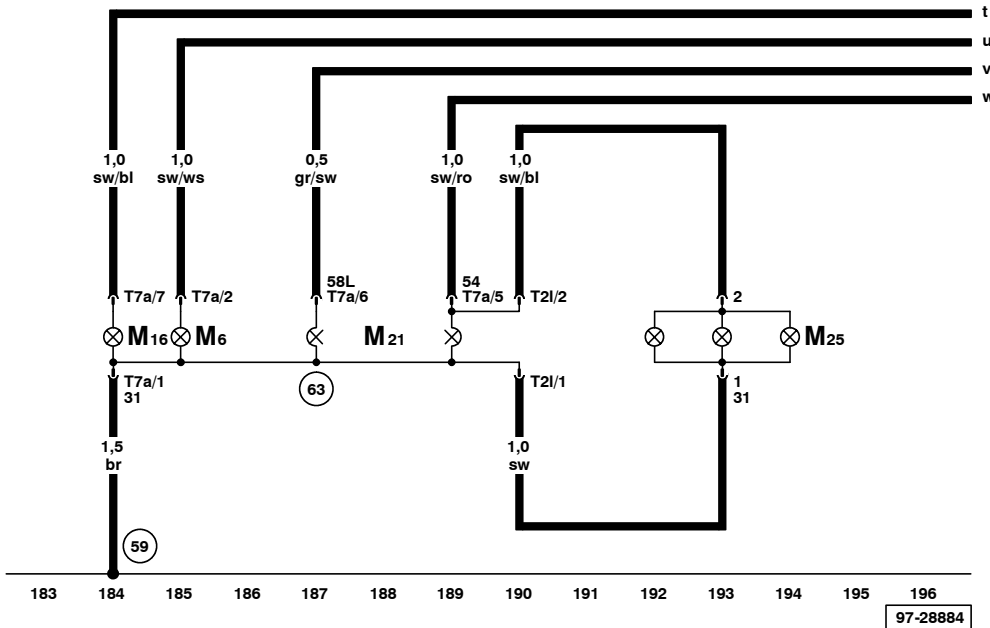 t
u
v
w
1,0 1,0 0,5 1,0 1,0
sw/bl sw/ws gr/sw sw/ro sw/bl
58L 54
T7a/7 T7a/2 T7a/6 T7a/5 T2l/2 2
M16 M6 M21 M25
T7a/1 63 T2l/1 1
31 31
1,5 1,0
br sw
59
183 184 185 186 187 188 189 190 191 192 193 194 195 196
97-28884